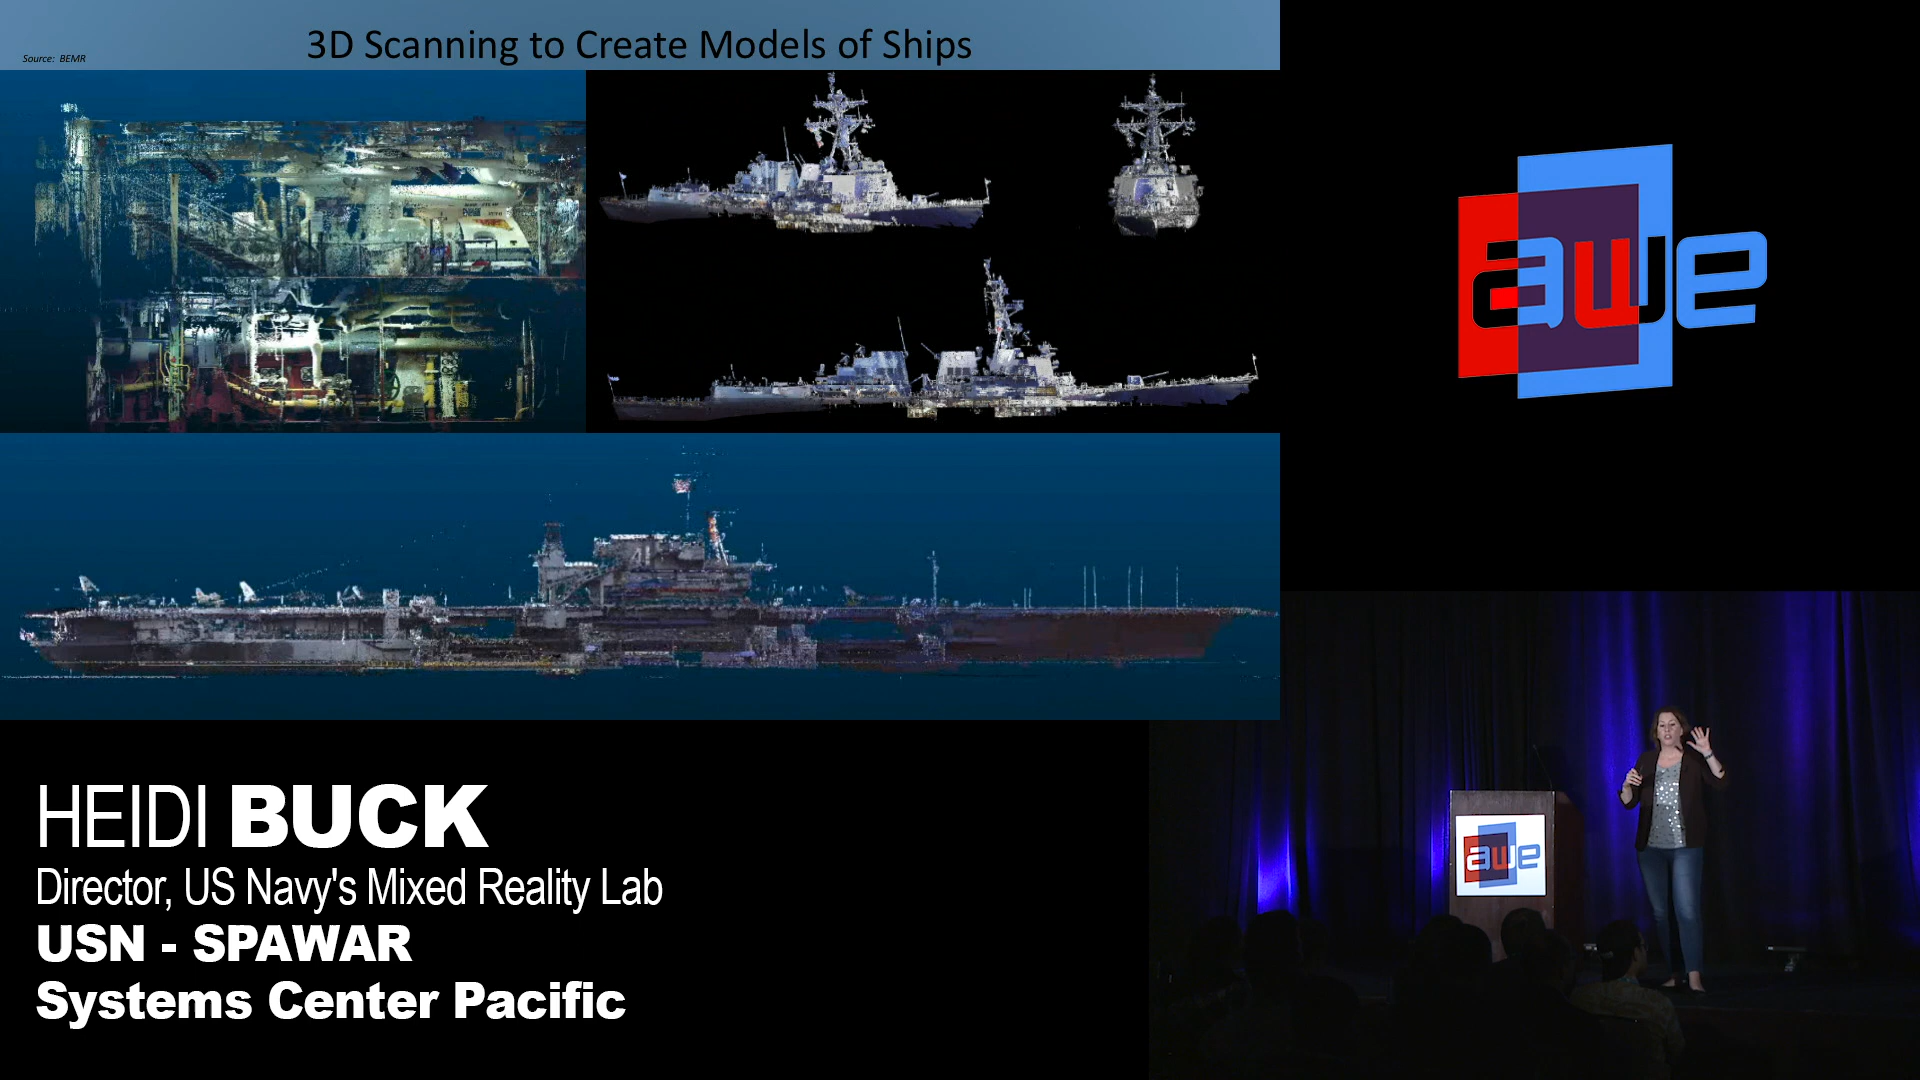 3D Scanning to Create Models of Ships
Source: BEMR
awe
HEIDI BUCK
Director, US Navy's Mixed Reality Lab
USN - SPAWAR
Systems Center Pacific
awe